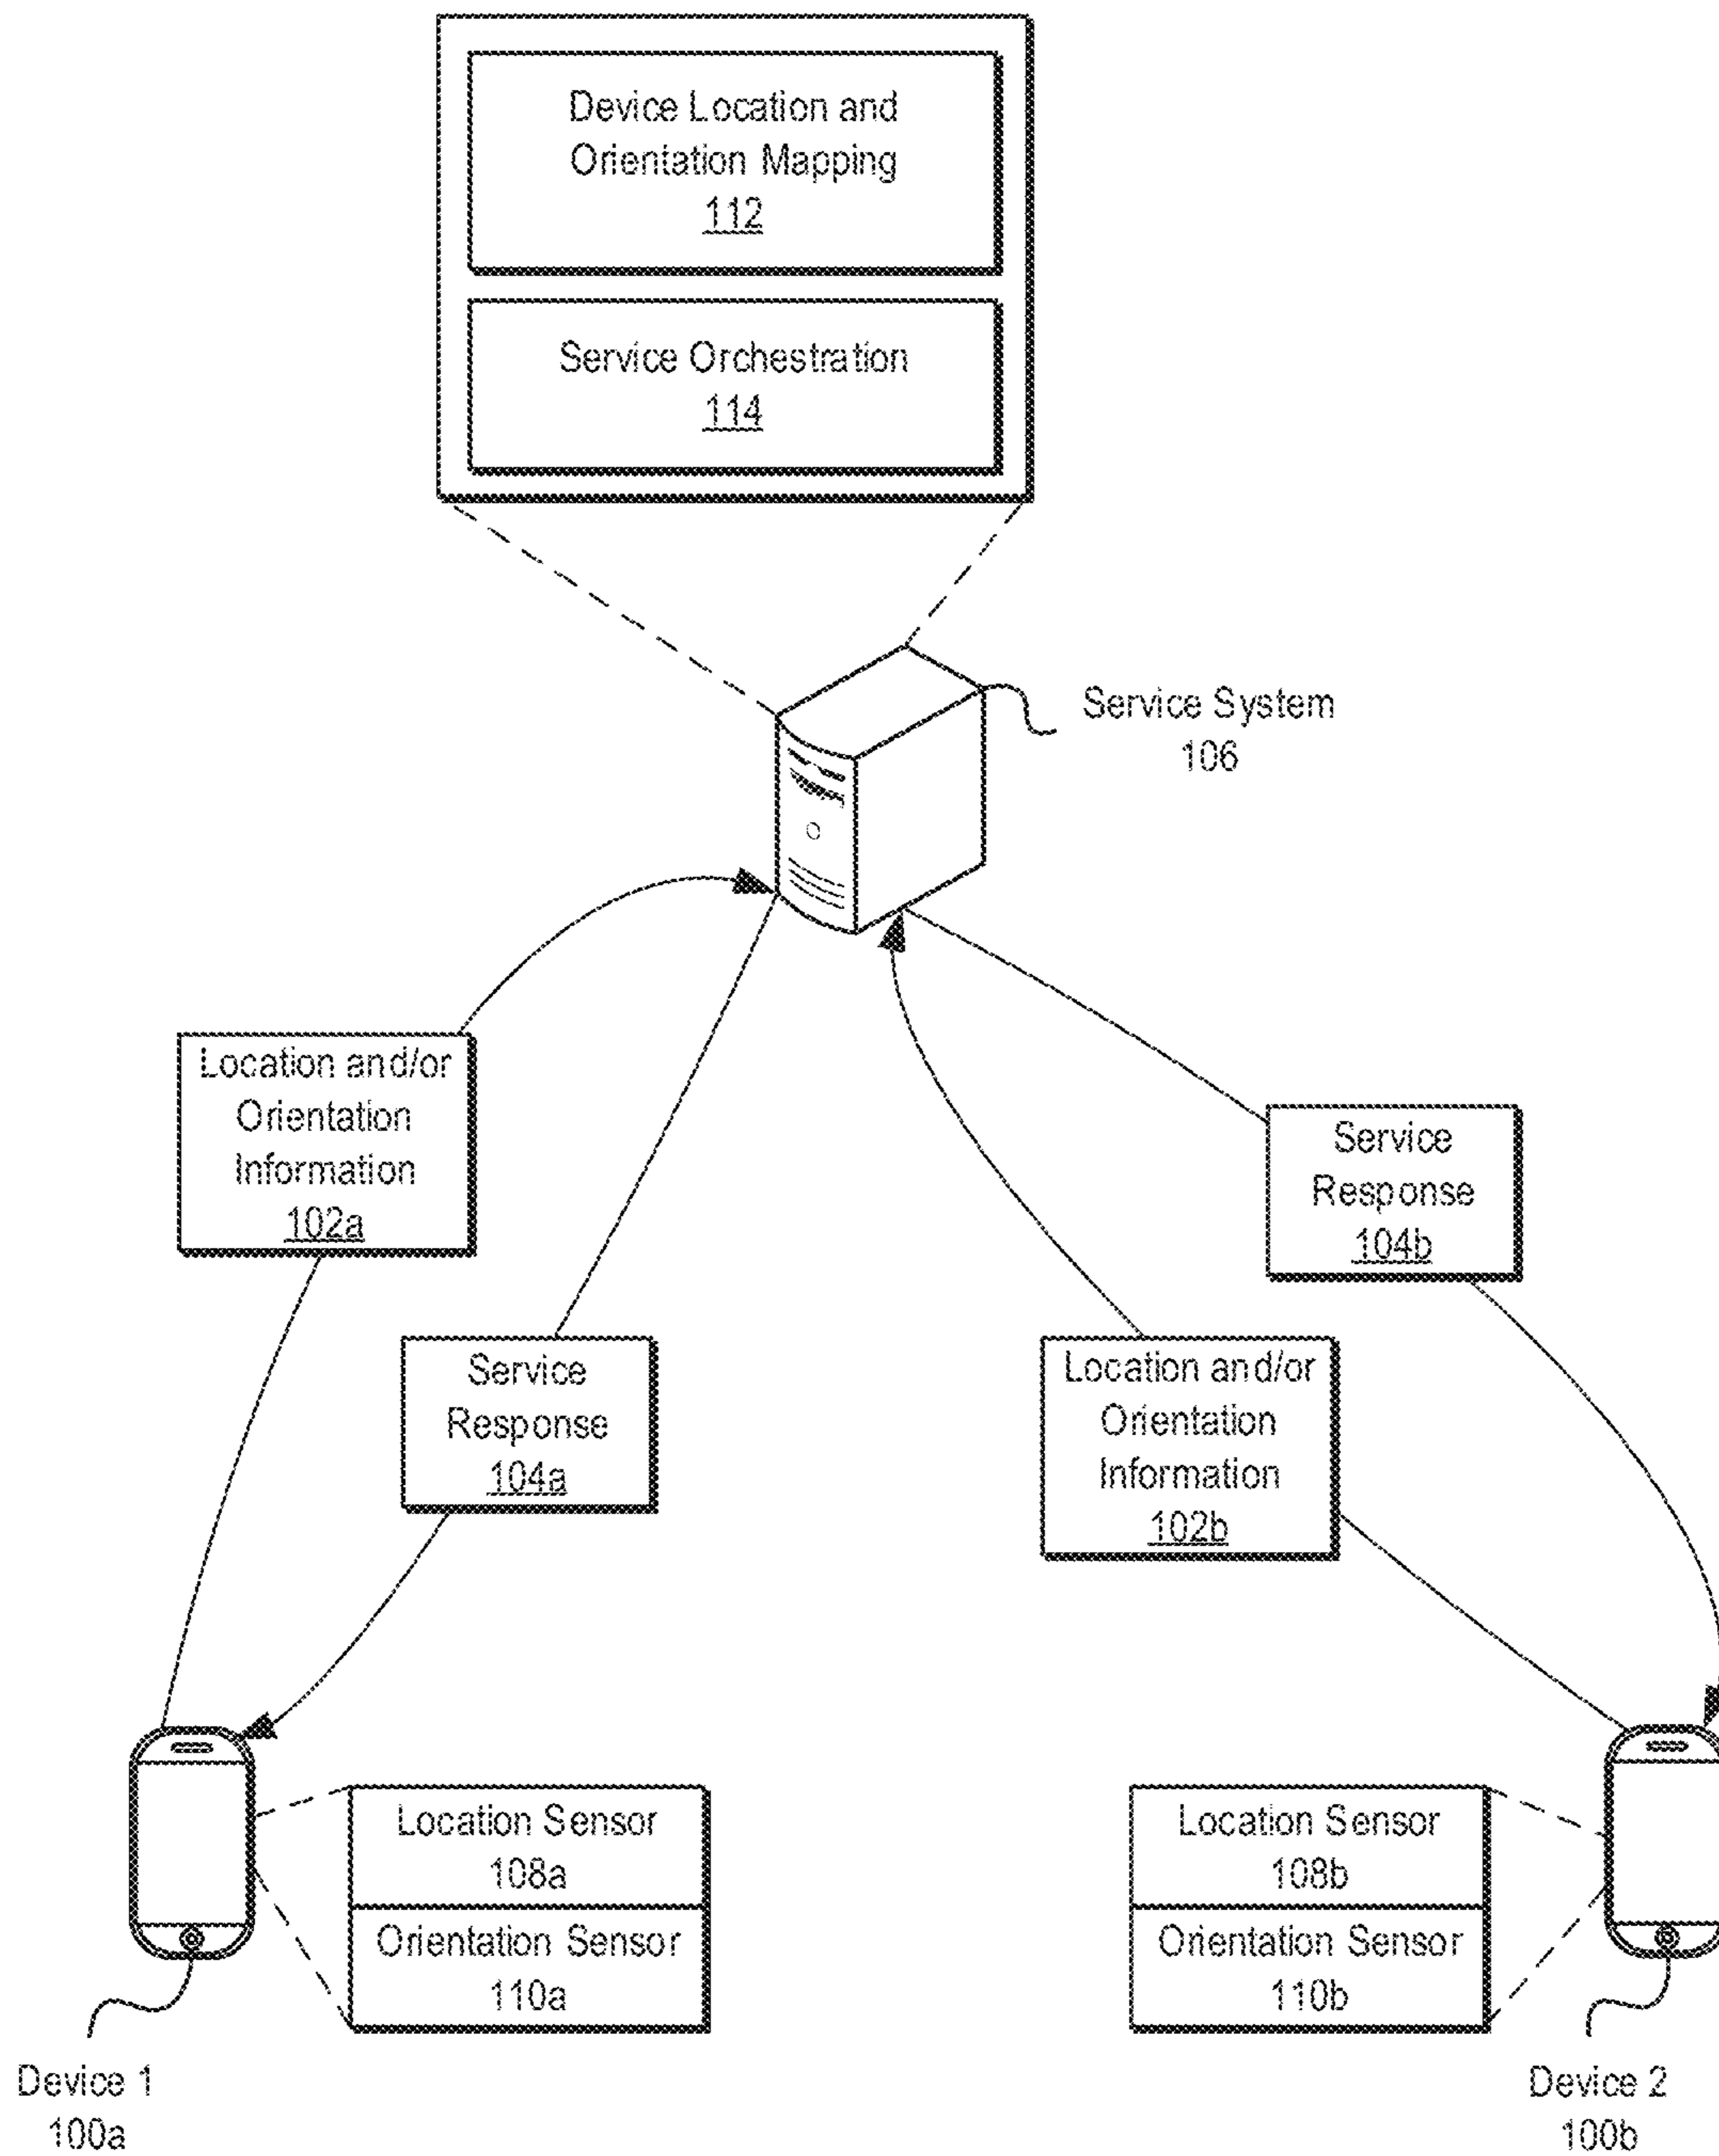 Device Location and
Orientation Mapping
112
Service Orchestration
114
Service System
106
Location and/or
Orientation
Information
102a
Service
Response
104b
Service
Response
104a
Location and/or
Orientation
Information
102b
Location Sensor
108a
Orientation Sensor
110a
Location Sensor
108b
Orientation Sensor
110b
Device 1
100a
Device 2
100b